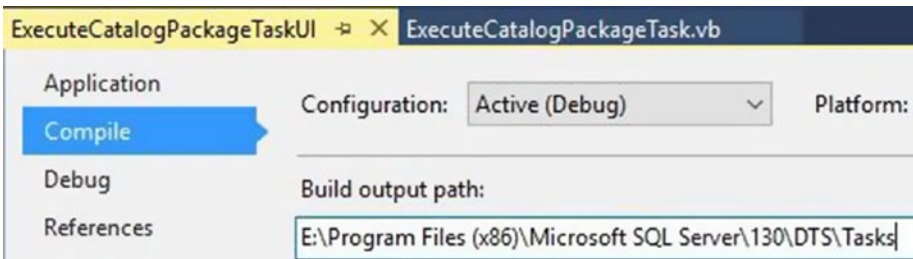 ExecuteCatalogPackageTaskUI ExecuteCatalogPackageTask.vb
Application
Configuration: Active (Debug) Platform:
Compile
Debug
Build output path:
References
E:\Program Files (x86)\Microsoft SQL Server\130\DTS\Tasks